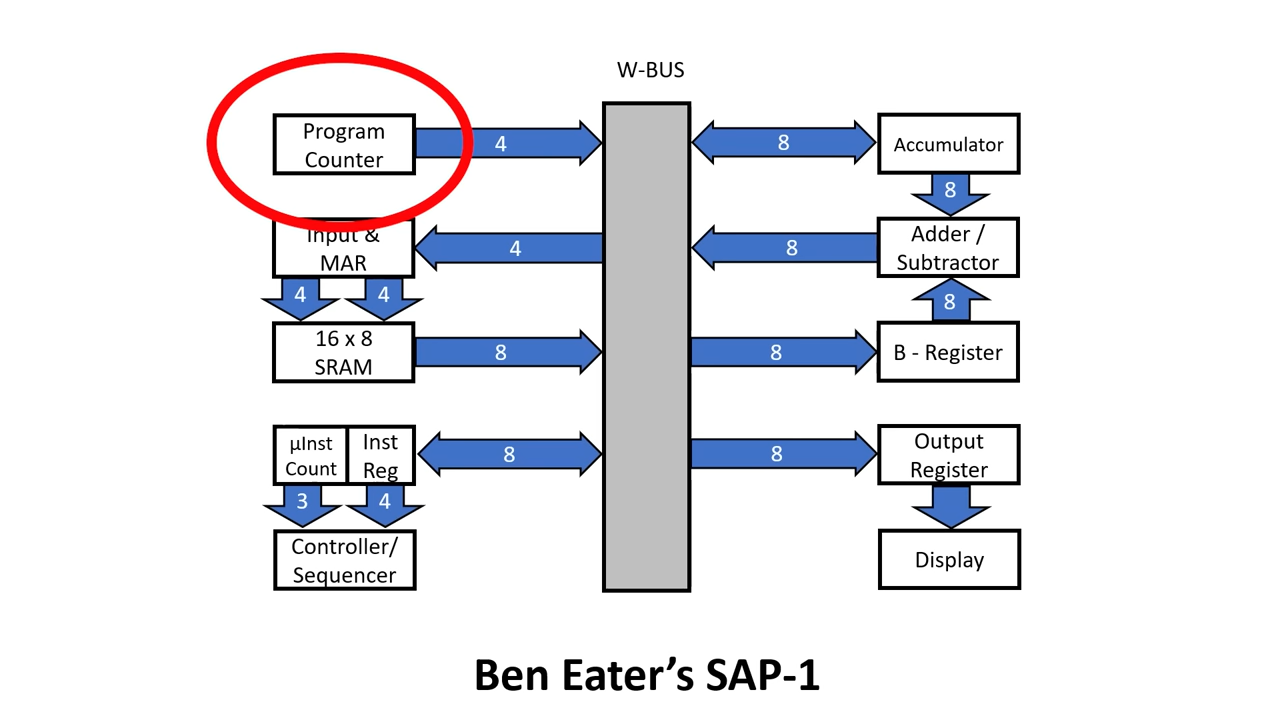 W-BUS
Program
Counter
4
8
Accumulator
8
Input &
MAR
4
8
Adder /
Subtractor
4
4
8
16 x 8
SRAM
8
8
B - Register
µInst
Count
Inst
Reg
8
8
Output
Register
3
4
Controller/
Sequencer
Display
Ben Eater’s SAP-1